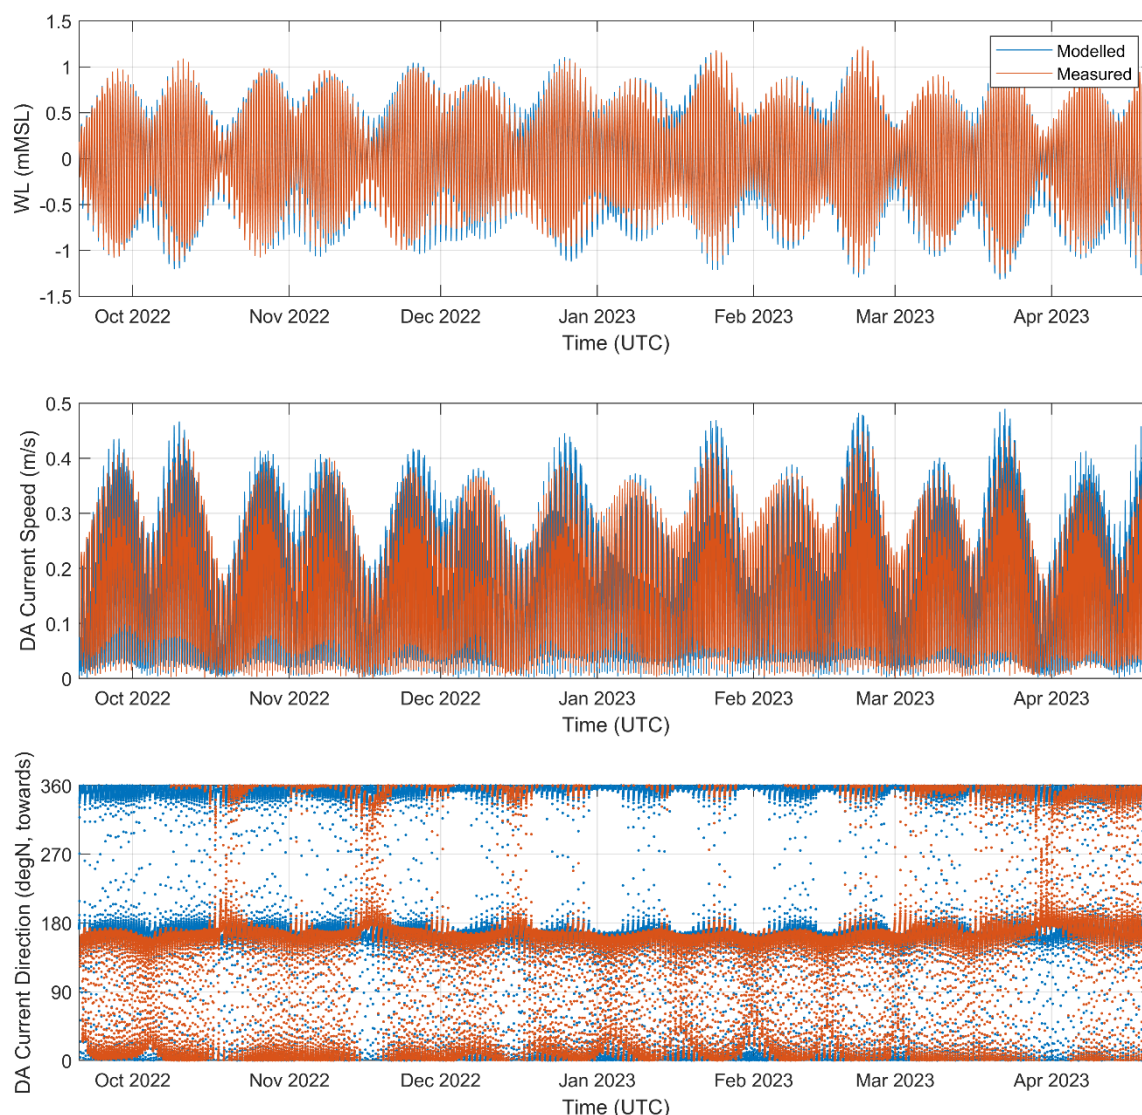 1.5
1
0.5
0
-0.5
-1
-1.5
WL (mMSL)
Modelled
Measured
Oct 2022 Nov 2022 Dec 2022 Jan 2023 Feb 2023 Mar 2023 Apr 2023
Time (UTC)
0.5
0.4
0.3
0.2
0.1
0
DA Current Speed (m/s)
Oct 2022 Nov 2022 Dec 2022 Jan 2023 Feb 2023 Mar 2023 Apr 2023
Time (UTC)
360
270
180
90
0
DA Current Direction (degN, towards)
Oct 2022 Nov 2022 Dec 2022 Jan 2023 Feb 2023 Mar 2023 Apr 2023
Time (UTC)